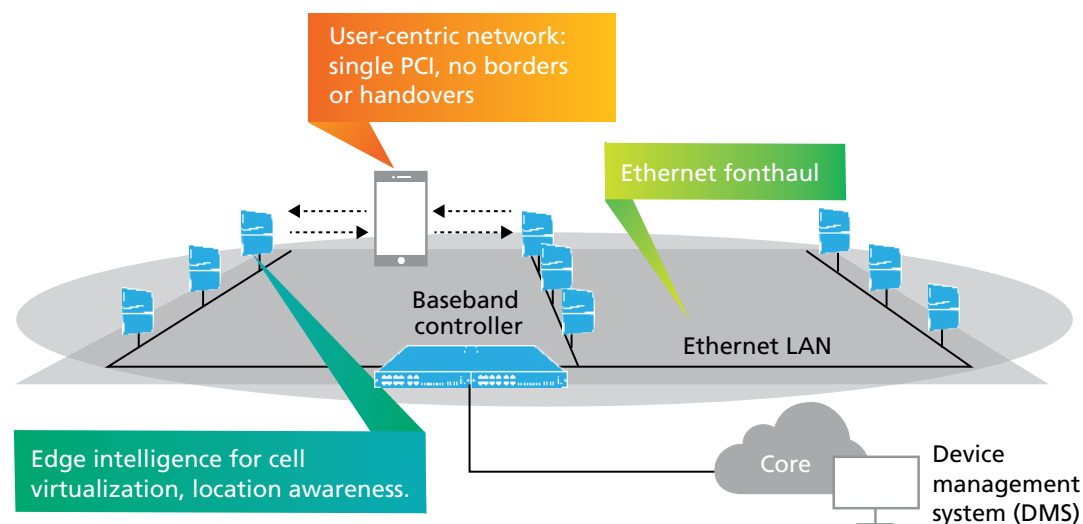 User-centric network:
single PCI, no borders
or handovers
Ethernet fonthaul
Baseband
controller
Ethernet LAN
Edge intelligence for cell
virtualization, location awareness.
Core
Device
management
system (DMS)